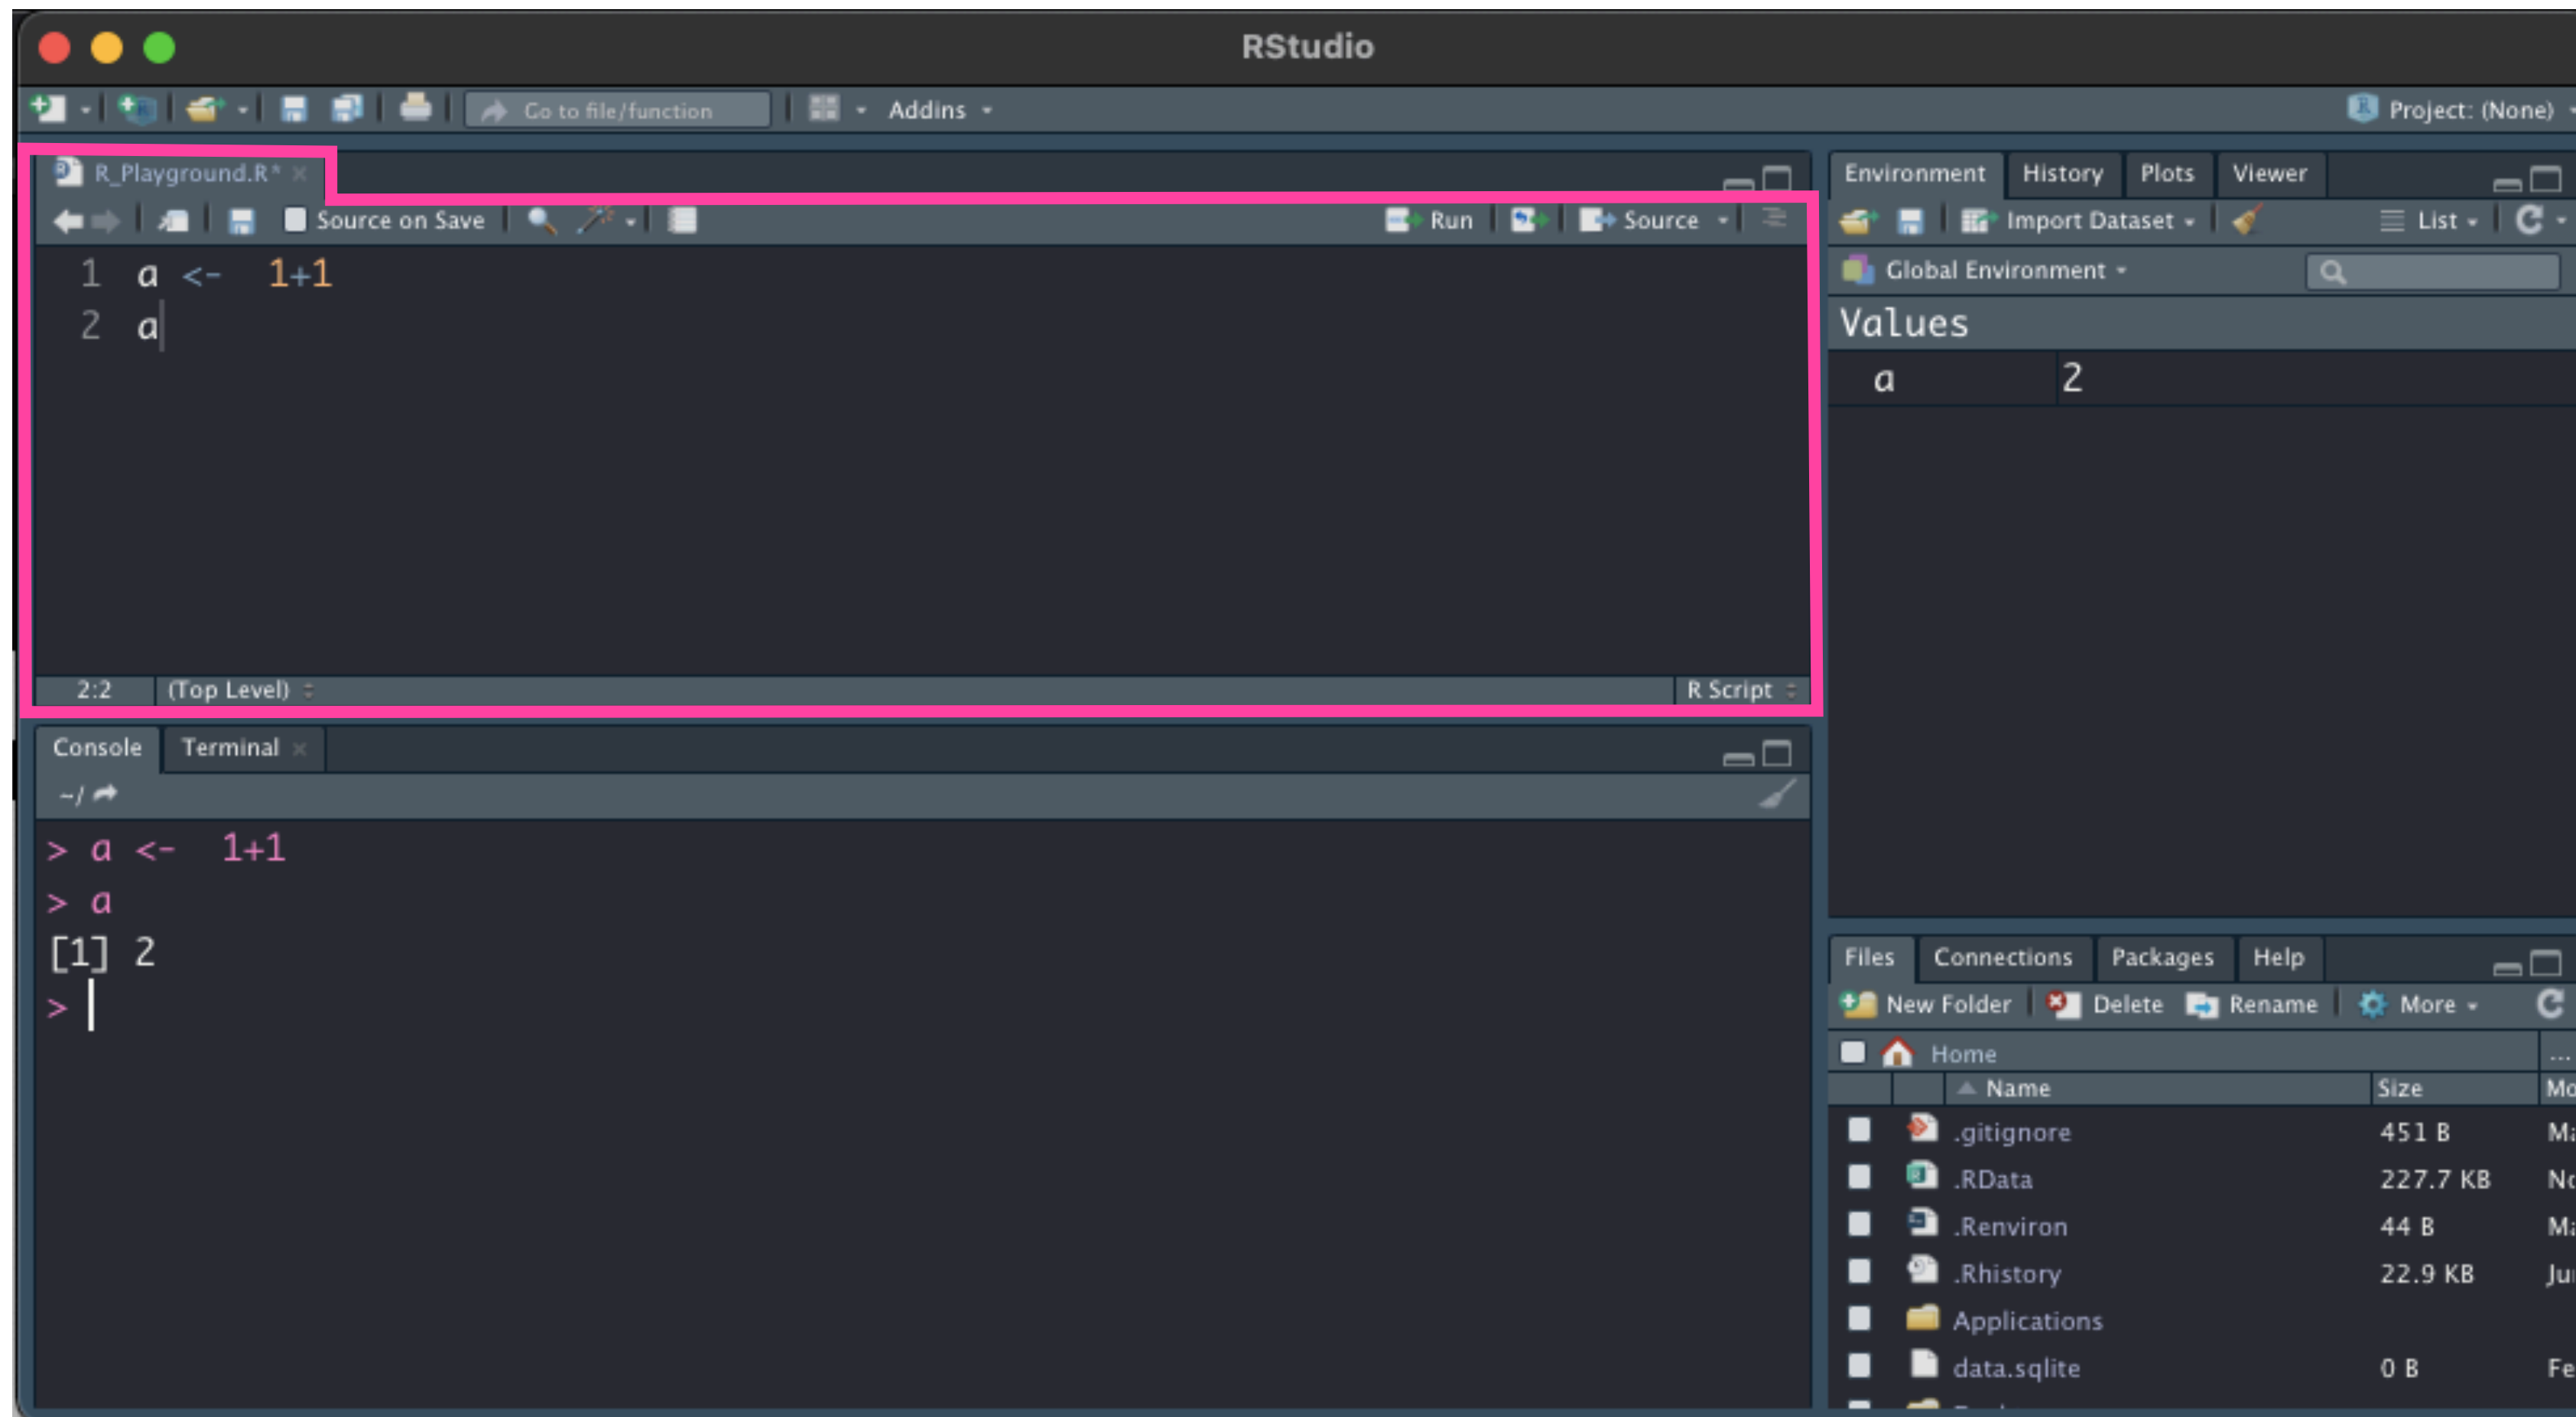 RStudio
Go to file/function Addins Project: (None)
R_Playground.R*
Source on Save Run Source
1 a <- 1+1
2 a
2:2 (Top Level) R Script
Console Terminal
~/
> a <- 1+1
> a
[1] 2
>
Environment History Plots Viewer
Import Dataset List
Global Environment
Values
a 2
Files Connections Packages Help
New Folder Delete Rename More
Home ...
Name Size
.gitignore 451 B
.RData 227.7 KB
.Renviron 44 B
.Rhistory 22.9 KB
Applications
data.sqlite 0 B